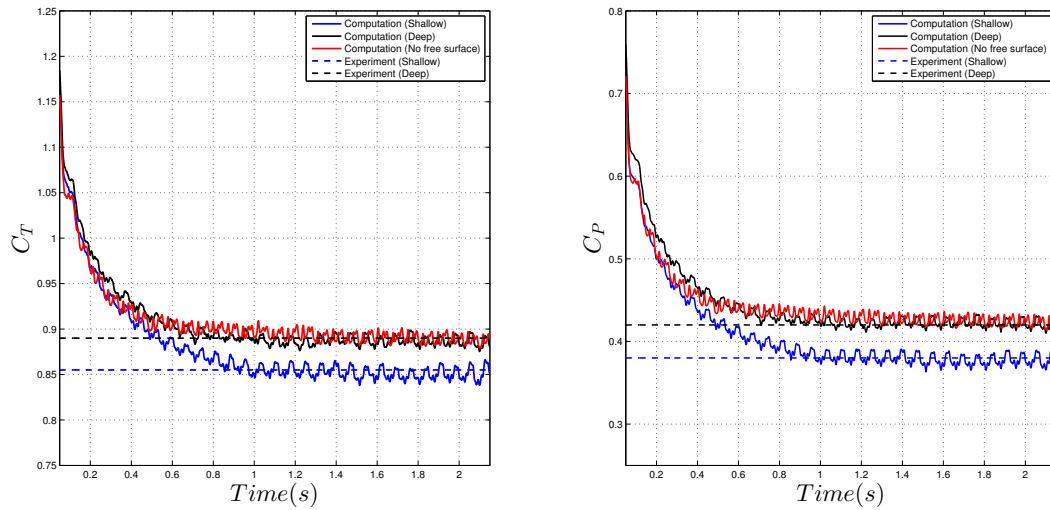 1.25
1.2
1.15
1.1
1.05
1
0.95
0.9
0.85
0.8
0.75
C_T
0.2 0.4 0.6 0.8 1 1.2 1.4 1.6 1.8 2
Time(s)
Computation (Shallow)
Computation (Deep)
Computation (No free surface)
Experiment (Shallow)
Experiment (Deep)
0.8
0.7
0.6
0.5
0.4
0.3
C_P
0.2 0.4 0.6 0.8 1 1.2 1.4 1.6 1.8 2
Time(s)
Computation (Shallow)
Computation (Deep)
Computation (No free surface)
Experiment (Shallow)
Experiment (Deep)